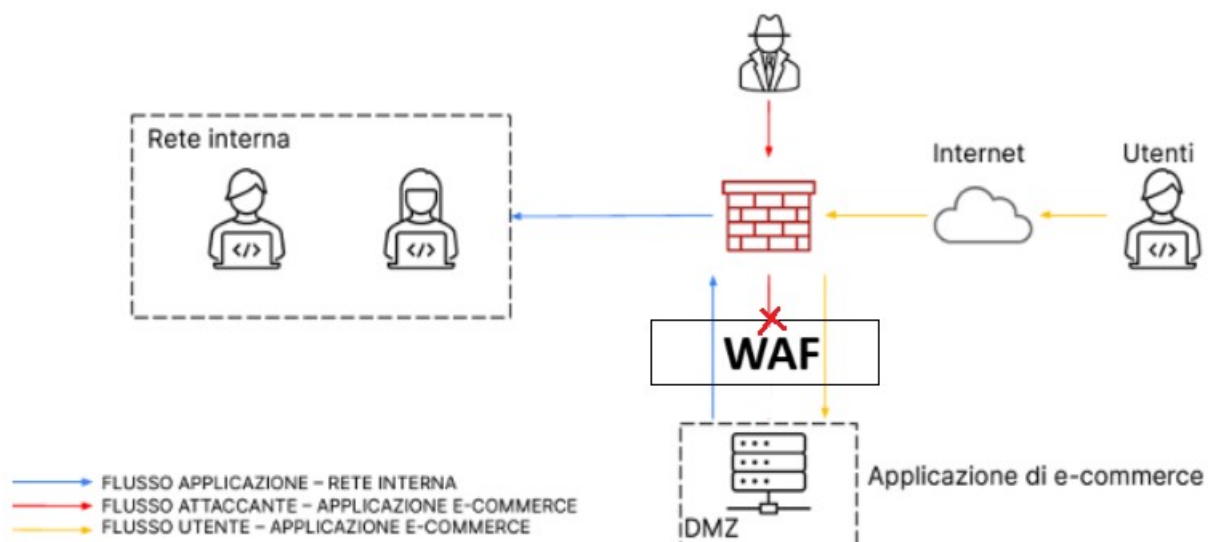 Rete interna
</>
</>
Internet
Utenti
</>
WAF
Applicazione di e-commerce
DMZ
FLUSSO APPLICAZIONE – RETE INTERNA
FLUSSO ATTACCANTE – APPLICAZIONE E-COMMERCE
FLUSSO UTENTE – APPLICAZIONE E-COMMERCE